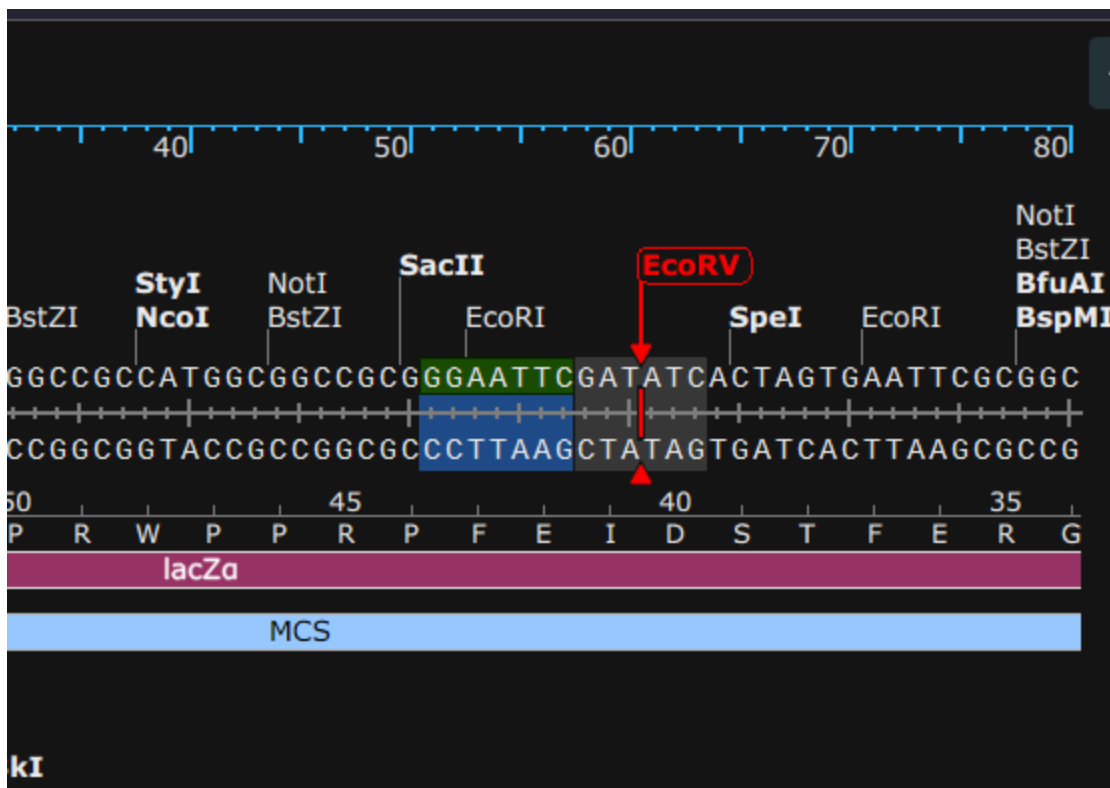 40 50 60 70 80
NotI
BstZI
SacII EcoRV BfuAI
StyI NotI
BstZI NcoI BstZI EcoRI SpeI EcoRI BspMI
GGCCGCCATGGCGGCCGCGGGAATTCGATATCACTAGTGAATTCGCGGC
CCGGCGGTACCGCCGGCGCCCTTAAGCTATAGTGATCACTTAAGCGCCG
50 45 40 35
P R W P P R P F E I D S T F E R G
lacZα
MCS
kI